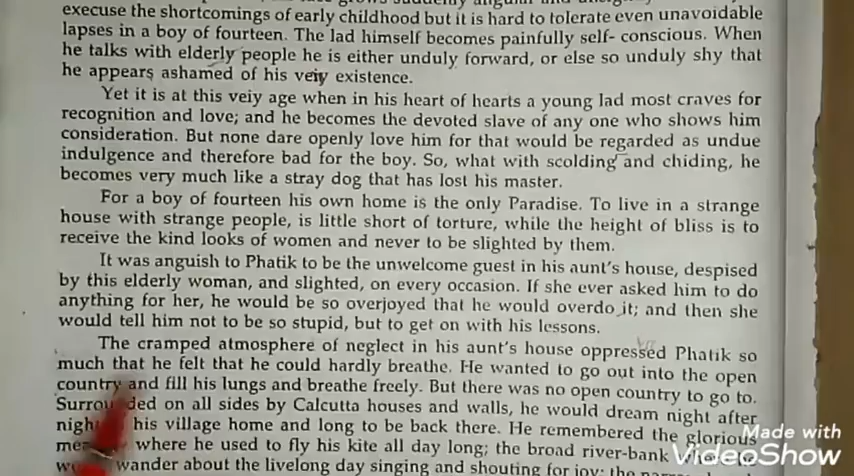 execuse the shortcomings of early childhood but it is hard to tolerate even unavoidable
lapses in a boy of fourteen. The lad himself becomes painfully self- conscious. When
he talks with elderly people he is either unduly forward, or else so unduly shy that
he appears ashamed of his veiy existence.
Yet it is at this veiy age when in his heart of hearts a young lad most craves for
recognition and love; and he becomes the devoted slave of any one who shows him
consideration. But none dare openly love him for that would be regarded as undue
indulgence and therefore bad for the boy. So, what with scolding and chiding, he
becomes very much like a stray dog that has lost his master.
For a boy of fourteen his own home is the only Paradise. To live in a strange
house with strange people, is little short of torture, while the height of bliss is to
receive the kind looks of women and never to be slighted by them.
It was anguish to Phatik to be the unwelcome guest in his aunt's house, despised
by this elderly woman, and slighted, on every occasion. If she ever asked him to do
anything for her, he would be so overjoyed that he would overdo it; and then she
would tell him not to be so stupid, but to get on with his lessons.
The cramped atmosphere of neglect in his aunt's house oppressed Phatik so
much that he felt that he could hardly breathe. He wanted to go out into the open
country and fill his lungs and breathe freely. But there was no open country to go to.
Surrounded on all sides by Calcutta houses and walls, he would dream night after
night his village home and long to be back there. He remembered the glorious
where he used to fly his kite all day long; the broad river-bank
wander about the livelong day singing and shouting for joy; the
Made with
VideoShow